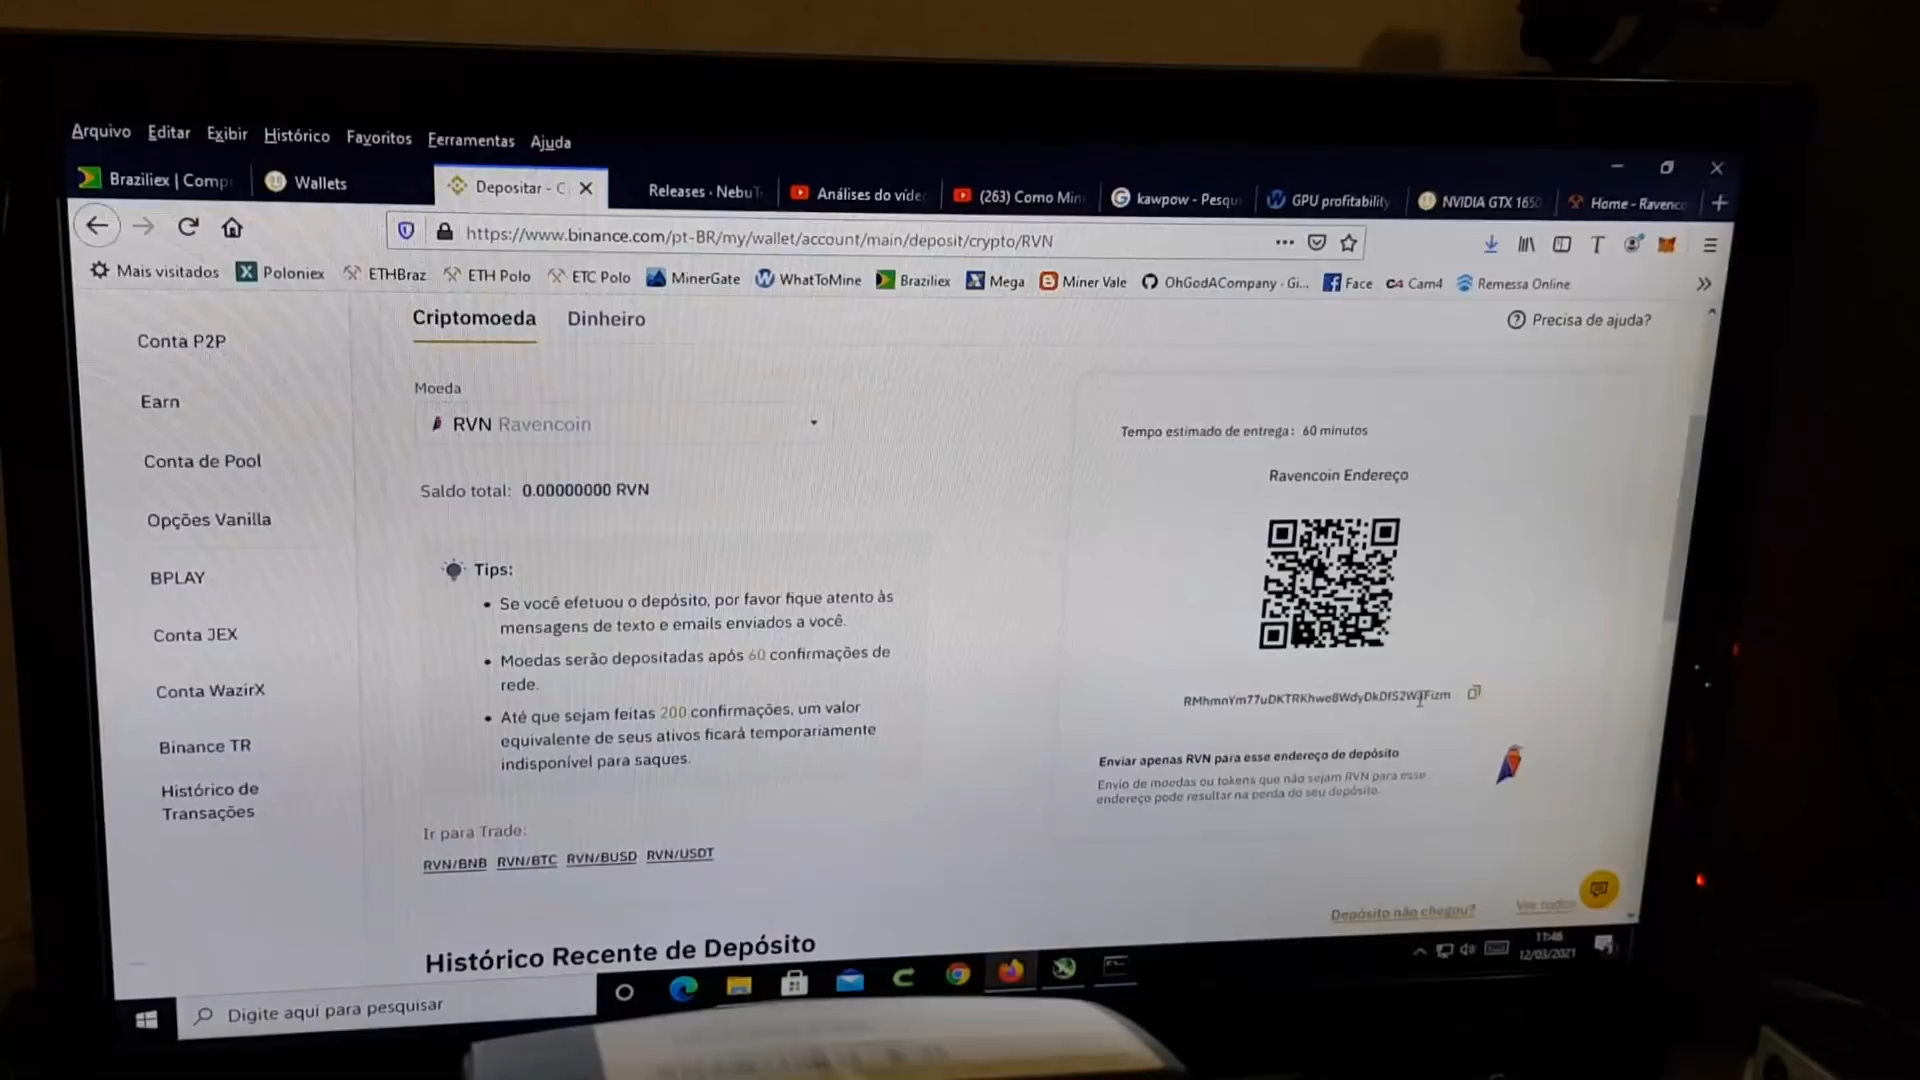 Arquivo Editar Exibir Histórico Favoritos Ferramentas Ajuda
Braziliex | Comp Wallets Depositar - C Releases · NebuT Análises do víde (263) Como Min kawpow - Pesqu GPU profitability NVIDIA GTX 1650 Home - Ravenco
https://www.binance.com/pt-BR/my/wallet/account/main/deposit/crypto/RVN
Mais visitados Poloniex ETHBraz ETH Polo ETC Polo MinerGate WhatToMine Braziliex Mega Miner Vale OhGodACompany · Gi... Face Cam4 Remessa Online
Criptomoeda Dinheiro
Precisa de ajuda?
Conta P2P
Earn
Conta de Pool
Opções Vanilla
BPLAY
Conta JEX
Conta WazirX
Binance TR
Histórico de
Transações
Moeda
RVN Ravencoin
Saldo total: 0.00000000 RVN
Tips:
• Se você efetuou o depósito, por favor fique atento às
mensagens de texto e emails enviados a você.
• Moedas serão depositadas após 60 confirmações de
rede.
• Até que sejam feitas 200 confirmações, um valor
equivalente de seus ativos ficará temporariamente
indisponível para saques.
Ir para Trade:
RVN/BNB RVN/BTC RVN/BUSD RVN/USDT
Tempo estimado de entrega: 60 minutos
Ravencoin Endereço
Enviar apenas RVN para esse endereço de depósito
Envio de moedas ou tokens que não sejam RVN para esse
endereço pode resultar na perda do seu depósito.
Depósito não chegou? Ver todos
Histórico Recente de Depósito
Digite aqui para pesquisar
11:46
12/03/2021